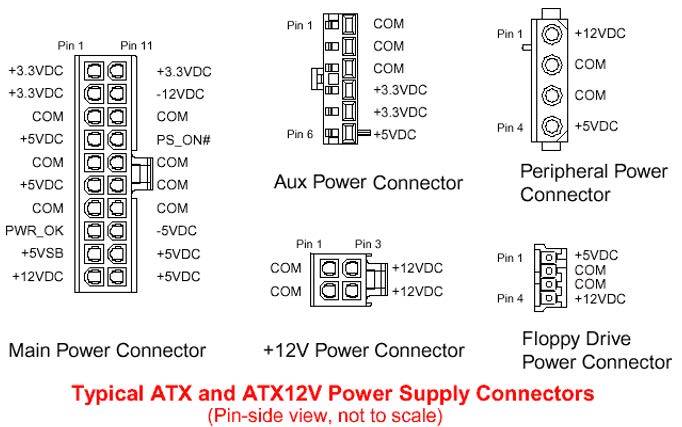 Pin 1 Pin 11
+3.3VDC +3.3VDC
+3.3VDC -12VDC
COM COM
+5VDC PS_ON#
COM COM
+5VDC COM
COM COM
PWR_OK -5VDC
+5VSB +5VDC
+12VDC +5VDC
Main Power Connector
Pin 1 COM
COM
COM
+3.3VDC
+3.3VDC
Pin 6 +5VDC
Aux Power Connector
Pin 1 +12VDC
COM
COM
Pin 4 +5VDC
Peripheral Power
Connector
Pin 1 Pin 3
COM +12VDC
COM +12VDC
+12V Power Connector
Pin 1 +5VDC
COM
COM
Pin 4 +12VDC
Floppy Drive
Power Connector
Typical ATX and ATX12V Power Supply Connectors
(Pin-side view, not to scale)